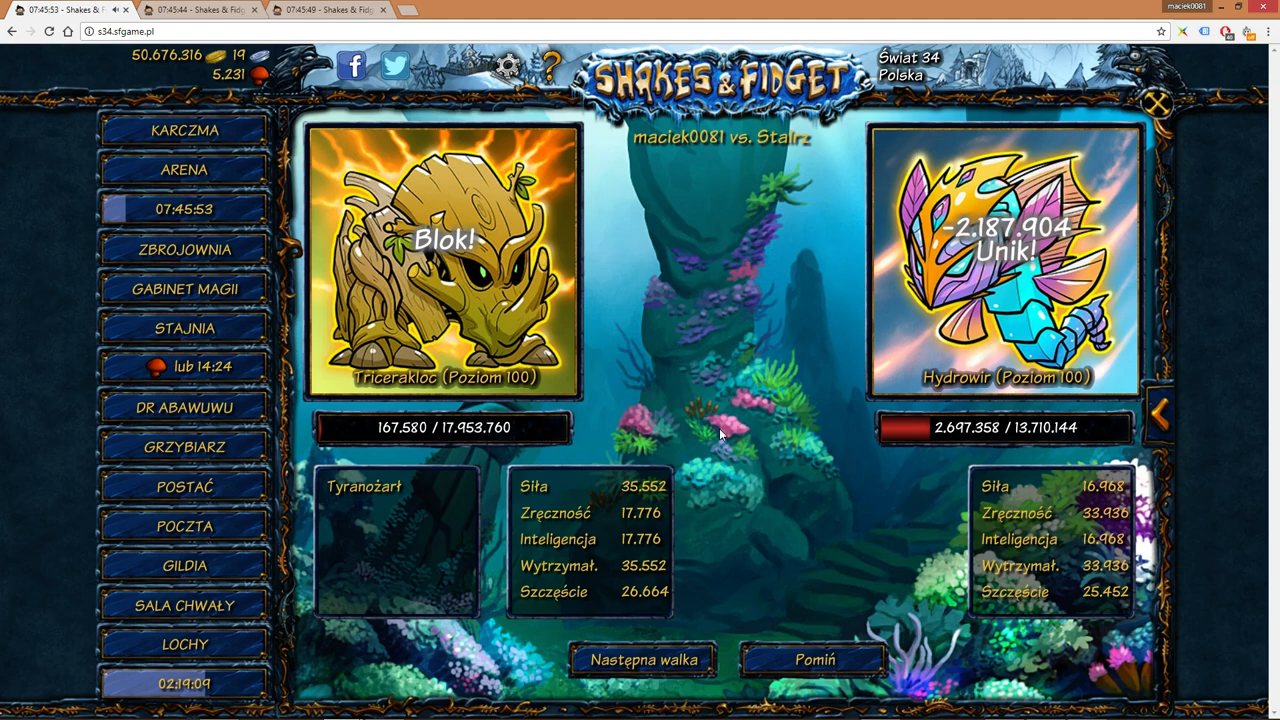 07:45:53 - Shakes & F
07:45:44 - Shakes & Fidg
07:45:49 - Shakes & Fidg
maciek0081
s34.sfgame.pl
50.676.316 19
5.231
f
?
SHAKES & FIDGET
Świat 34
Polska
maciek0081 vs. Stalrz
KARCZMA
ARENA
07:45:53
ZBROJOWNIA
GABINET MAGII
STAJNIA
lub 14:24
DR ABAWUWU
GRZYBIARZ
POSTAĆ
POCZTA
GILDIA
SALA CHWAŁY
LOCHY
02:19:09
Blok!
Tricerakloc (Poziom 100)
167.580 / 17.953.760
Tyranożarł
Siła 35.552
Zręczność 17.776
Inteligencja 17.776
Wytrzymał. 35.552
Szczęście 26.664
-2.187.904
Unik!
Hydrowir (Poziom 100)
2.697.358 / 13.710.144
Siła 16.968
Zręczność 33.936
Inteligencja 16.968
Wytrzymał. 33.936
Szczęście 25.452
Następna walka
Pomiń